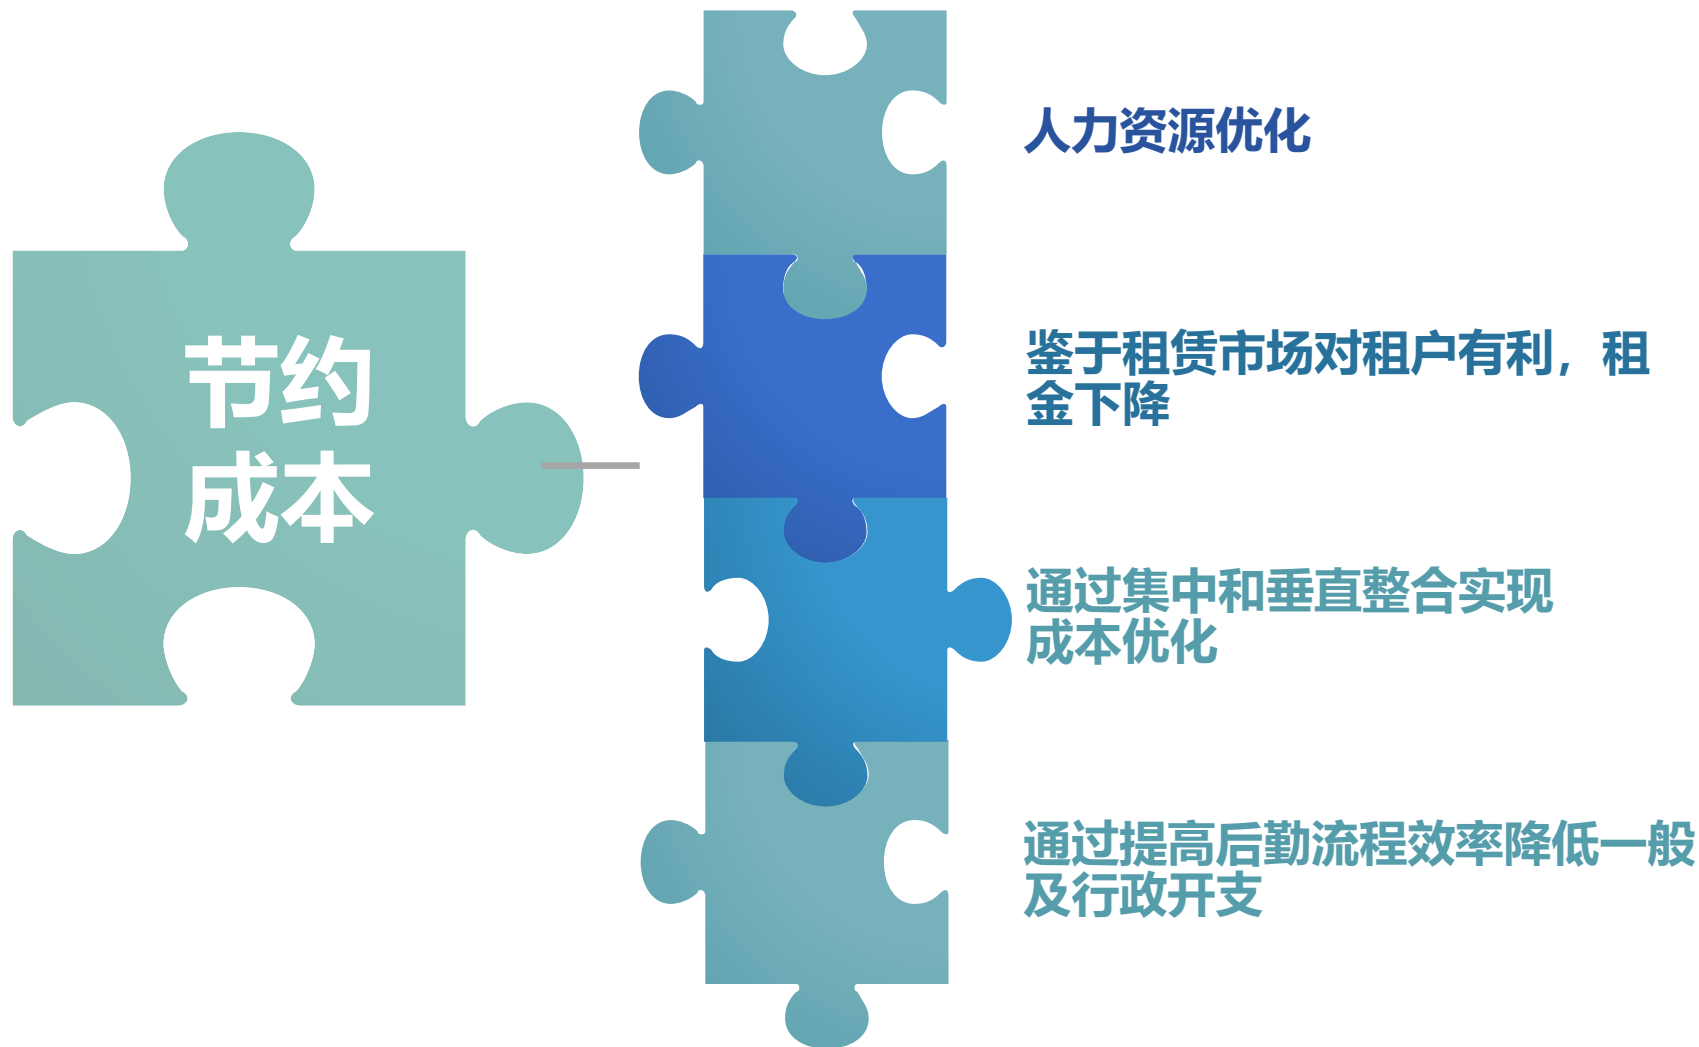 节约
成本
人力资源优化
鉴于租赁市场对租户有利，租
金下降
通过集中和垂直整合实现
成本优化
通过提高后勤流程效率降低一般
及行政开支